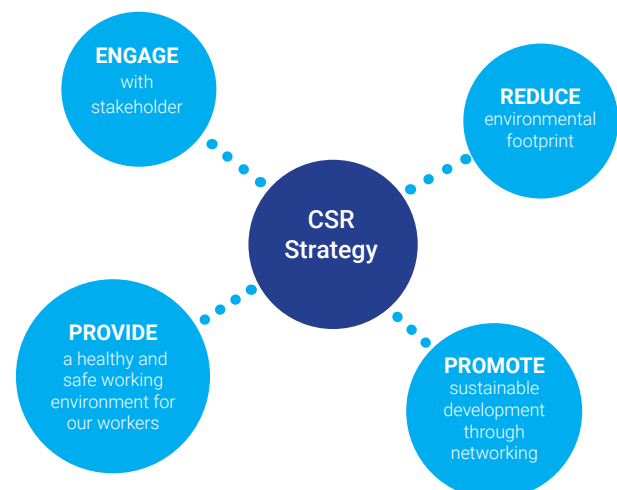 ENGAGE
with
stakeholder
REDUCE
environmental
footprint
CSR
Strategy
PROVIDE
a healthy and
safe working
environment for
our workers
PROMOTE
sustainable
development
through
networking